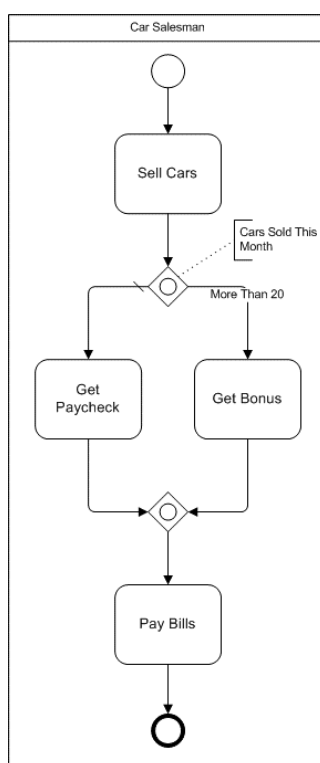 Car Salesman
Sell Cars
Cars Sold This
Month
More Than 20
Get
Paycheck
Get Bonus
Pay Bills